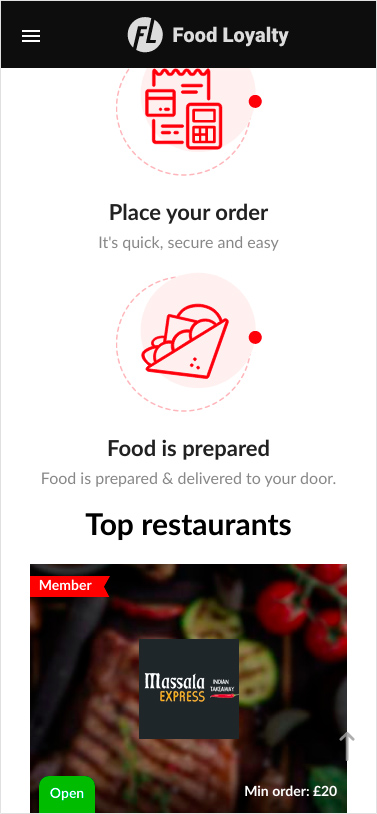 FL Food Loyalty
Place your order
It's quick, secure and easy
Food is prepared
Food is prepared & delivered to your door.
Top restaurants
Member
Massala INDIAN
EXPRESS TAKEAWAY
Min order: £20
Open